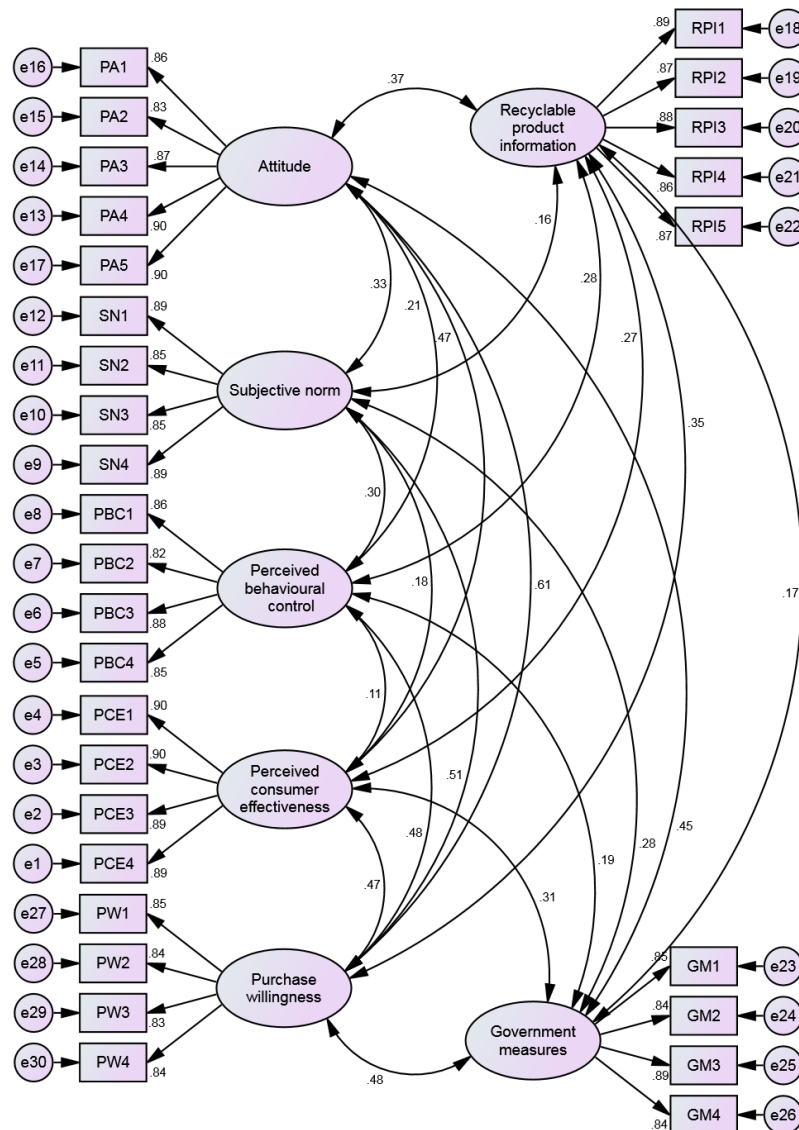 e16
PA1
.86
e15
PA2
.83
e14
PA3
.87
e13
PA4
.90
e17
PA5
.90
Attitude
e12
SN1
.89
e11
SN2
.85
e10
SN3
.85
e9
SN4
.89
Subjective norm
e8
PBC1
.86
e7
PBC2
.82
e6
PBC3
.88
e5
PBC4
.85
Perceived
behavioural
control
e4
PCE1
.90
e3
PCE2
.90
e2
PCE3
.89
e1
PCE4
.89
Perceived
consumer
effectiveness
e27
PW1
.85
e28
PW2
.84
e29
PW3
.83
e30
PW4
.84
Purchase
willingness
.37
Recyclable
product
information
.89
RPI1
e18
.87
RPI2
e19
.88
RPI3
e20
.86
RPI4
e21
.87
RPI5
e22
.16
.33
.21
.47
.28
.27
.35
.30
.18
.61
.17
.11
.51
.48
.47
.31
.19
.28
.45
.48
Government
measures
.85
GM1
e23
.84
GM2
e24
.89
GM3
e25
.84
GM4
e26